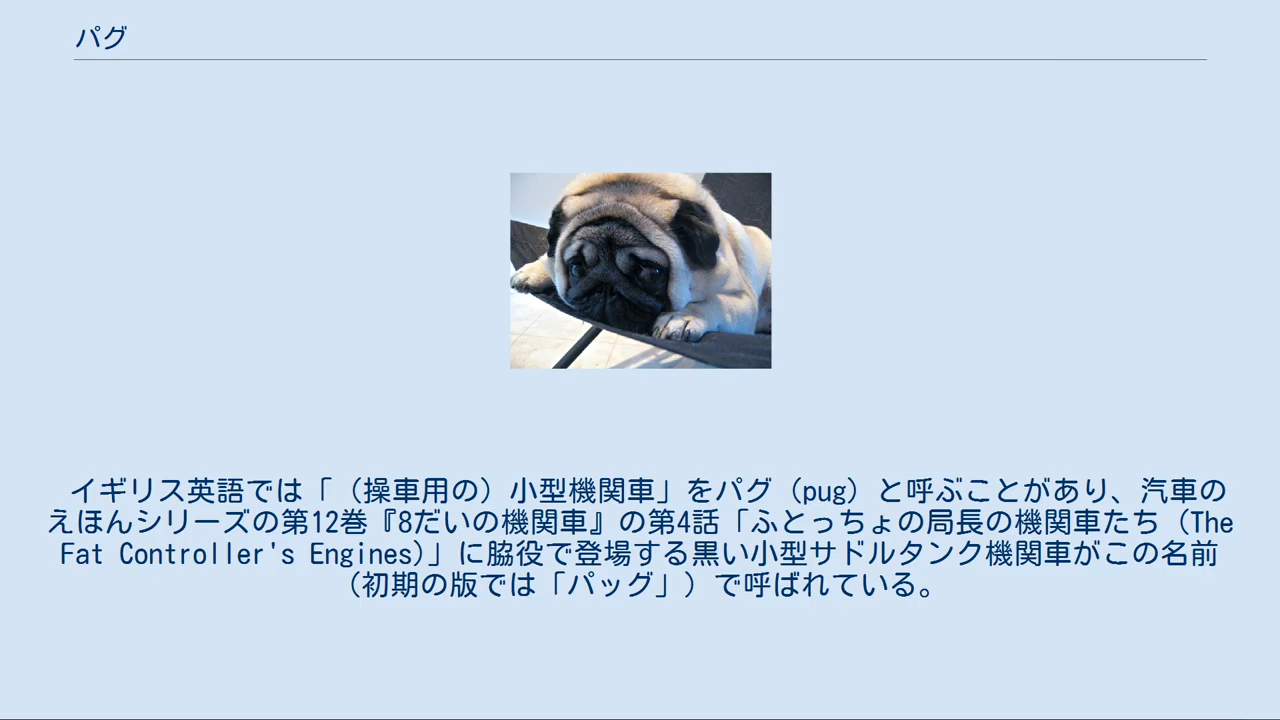 パグ
イギリス英語では「（操車用の）小型機関車」をパグ（pug）と呼ぶことがあり、汽車の
えほんシリーズの第12巻『8だいの機関車』の第4話「ふとっちょの局長の機関車たち（The
Fat Controller's Engines)」に脇役で登場する黒い小型サドルタンク機関車がこの名前
（初期の版では「パッグ」）で呼ばれている。